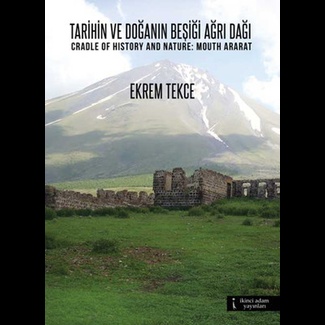 TARİHİN VE DOĞANIN BEŞİĞİ AĞRI DAĞI
CRADLE OF HISTORY AND NATURE: MOUTH ARARAT
EKREM TEKCE
ikinci adam
yayınları